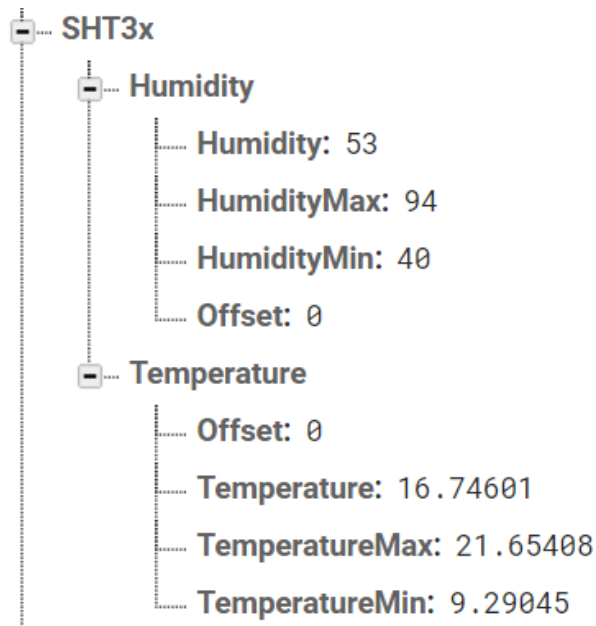 SHT3x
Humidity
Humidity: 53
HumidityMax: 94
HumidityMin: 40
Offset: 0
Temperature
Offset: 0
Temperature: 16.74601
TemperatureMax: 21.65408
TemperatureMin: 9.29045